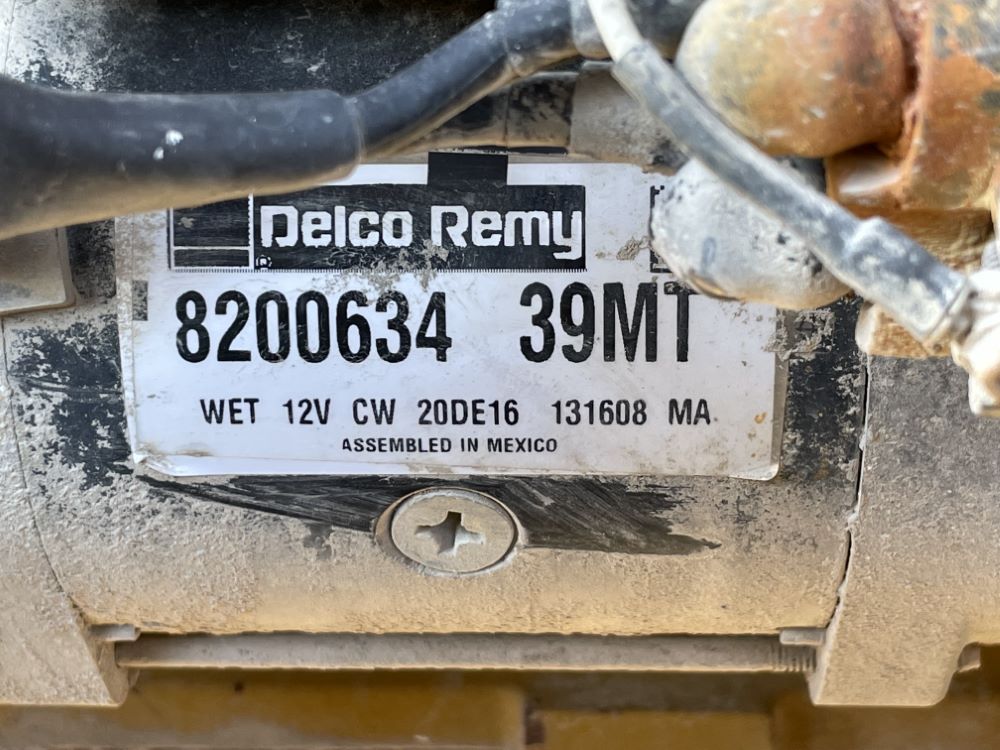 Delco Remy
®
8200634 39MT
WET 12V CW 20DE16 131608 MA
ASSEMBLED IN MEXICO